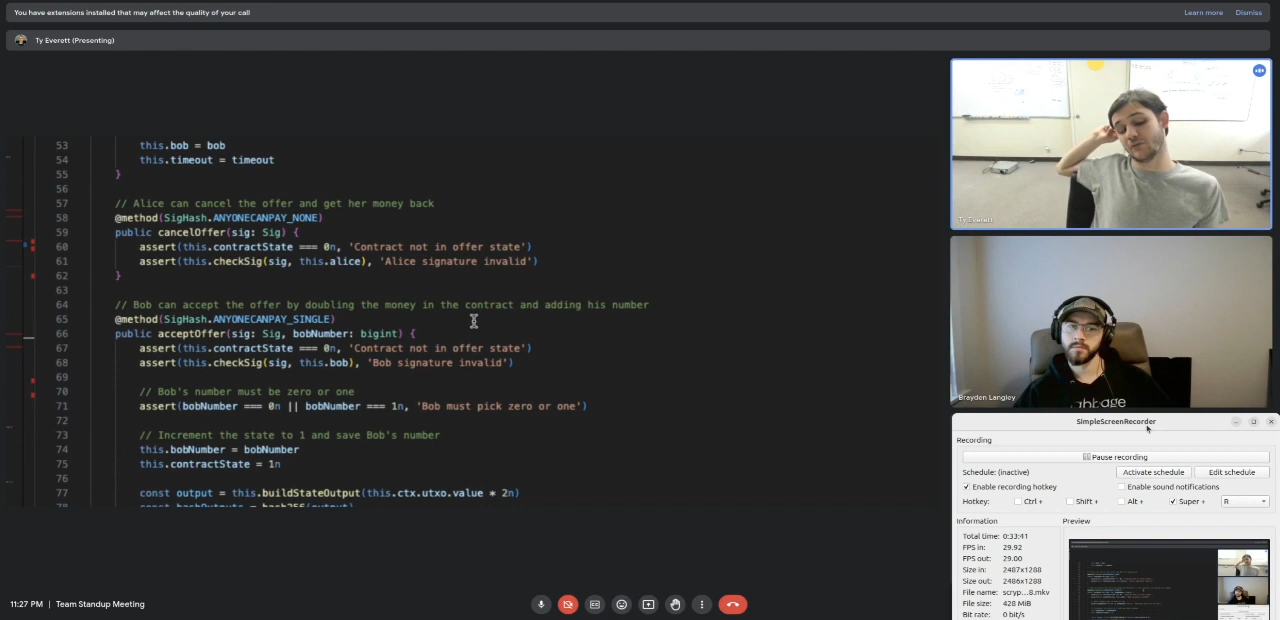 You have extensions installed that may affect the quality of your call
Learn more
Dismiss
Ty Everett (Presenting)
53 this.bob = bob
54 this.timeout = timeout
55 }
56
57 // Alice can cancel the offer and get her money back
58 @method(SigHash.ANYONECANPAY_NONE)
59 public cancelOffer(sig: Sig) {
60 assert(this.contractState === 0n, 'Contract not in offer state')
61 assert(this.checkSig(sig, this.alice), 'Alice signature invalid')
62 }
63
64 // Bob can accept the offer by doubling the money in the contract and adding his number
65 @method(SigHash.ANYONECANPAY_SINGLE)
66 public acceptOffer(sig: Sig, bobNumber: bigint) {
67 assert(this.contractState === 0n, 'Contract not in offer state')
68 assert(this.checkSig(sig, this.bob), 'Bob signature invalid')
69
70 // Bob's number must be zero or one
71 assert(bobNumber === 0n || bobNumber === 1n, 'Bob must pick zero or one')
72
73 // Increment the state to 1 and save Bob's number
74 this.bobNumber = bobNumber
75 this.contractState = 1n
76
77 const output = this.buildStateOutput(this.ctx.utxo.value * 2n)
78 const hashOutputs = hash256(output)
Ty Everett
Brayden Langley
SimpleScreenRecorder
Recording
Pause recording
Schedule: (inactive)
Activate schedule
Edit schedule
Enable recording hotkey
Enable sound notifications
Hotkey: Ctrl + Shift + Alt + Super + R
Information
Preview
Total time: 0:33:41
FPS in: 29.92
FPS out: 29.00
Size in: 2487x1288
Size out: 2486x1288
File name: scryp...8.mkv
File size: 428 MiB
Bit rate: 0 bit/s
11:27 PM | Team Standup Meeting